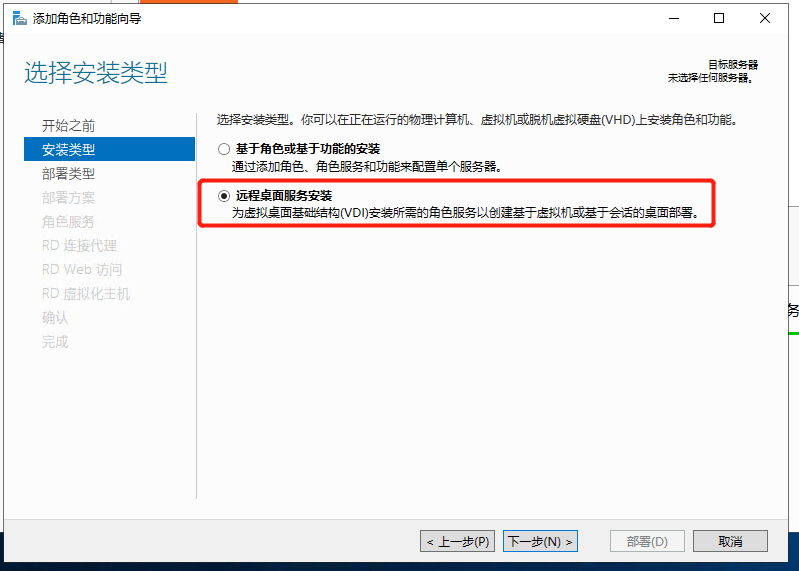 添加角色和功能向导
选择安装类型
目标服务器
未选择任何服务器。
开始之前
安装类型
部署类型
部署方案
角色服务
RD 连接代理
RD Web 访问
RD 虚拟化主机
确认
完成
选择安装类型。你可以在正在运行的物理计算机、虚拟机或脱机虚拟硬盘(VHD)上安装角色和功能。
基于角色或基于功能的安装
通过添加角色、角色服务和功能来配置单个服务器。
远程桌面服务安装
为虚拟桌面基础结构(VDI)安装所需的角色服务以创建基于虚拟机或基于会话的桌面部署。
务
< 上一步(P)
下一步(N) >
部署(D)
取消